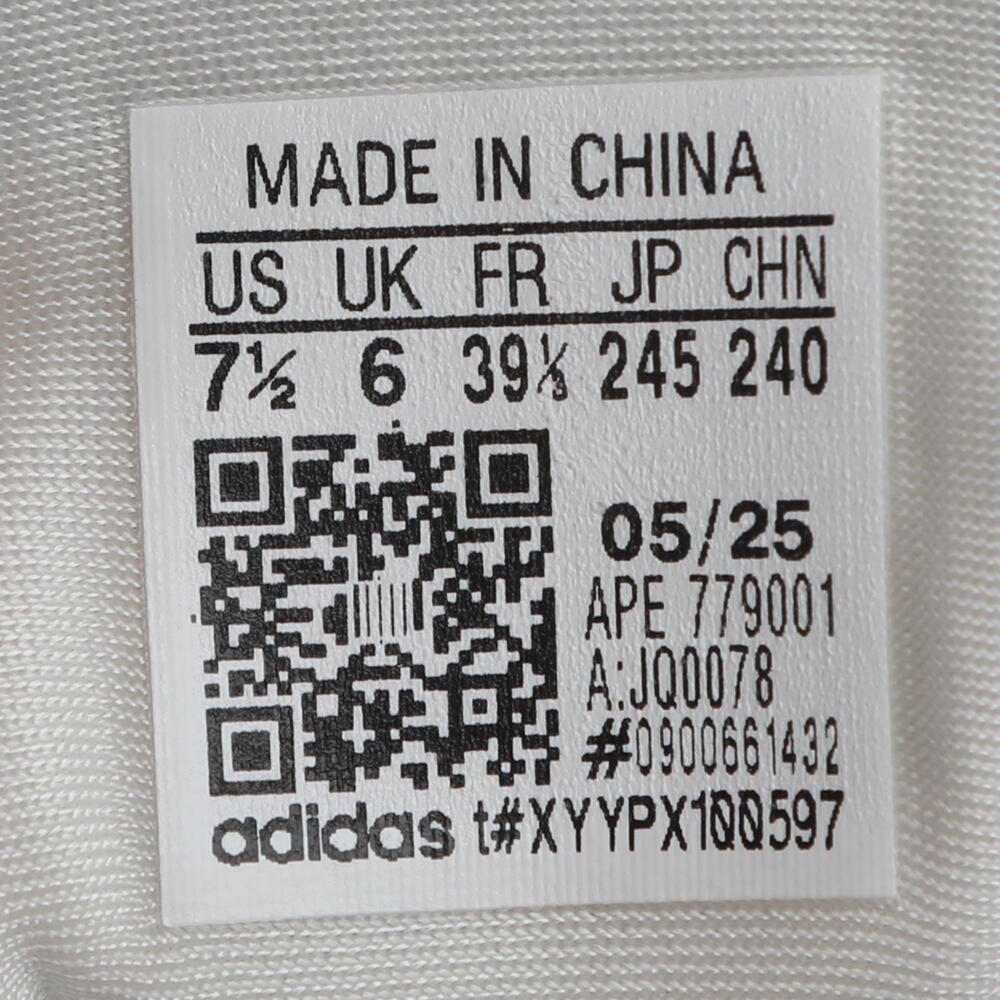 MADE IN CHINA
US UK FR JP CHN
7½ 6 39⅓ 245 240
05/25
APE 779001
A:JQ0078
#0900661432
adidas t#XYYPX100597